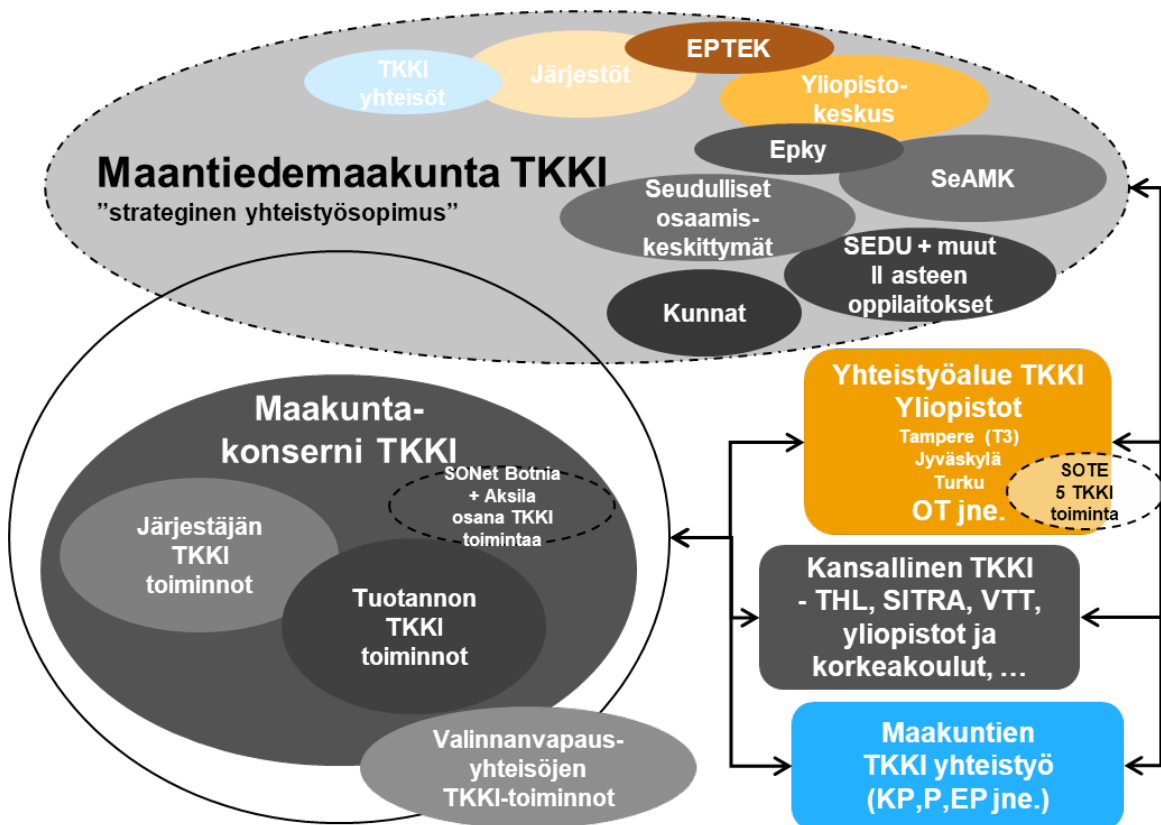 EPTEK
TKKI
yhteisöt
Järjestöt
Yliopisto-
keskus
Epky
Maantiedemaakunta TKKI
”strateginen yhteistyösopimus”
SeAMK
Seudulliset
osaamis-
keskittymät
SEDU + muut
II asteen
oppilaitokset
Kunnat
Maakunta-
konserni TKKI
SONet Botnia
+ Aksila
osana TKKI
toimintaa
Järjestäjän
TKKI
toiminnot
Tuotannon
TKKI
toiminnot
Valinnanvapaus-
yhteisöjen
TKKI-toiminnot
Yhteistyöalue TKKI
Yliopistot
Tampere (T3)
Jyväskylä
Turku
OT jne.
SOTE
5 TKKI
toiminta
Kansallinen TKKI
- THL, SITRA, VTT,
yliopistot ja
korkeakoulut, …
Maakuntien
TKKI yhteistyö
(KP,P,EP jne.)